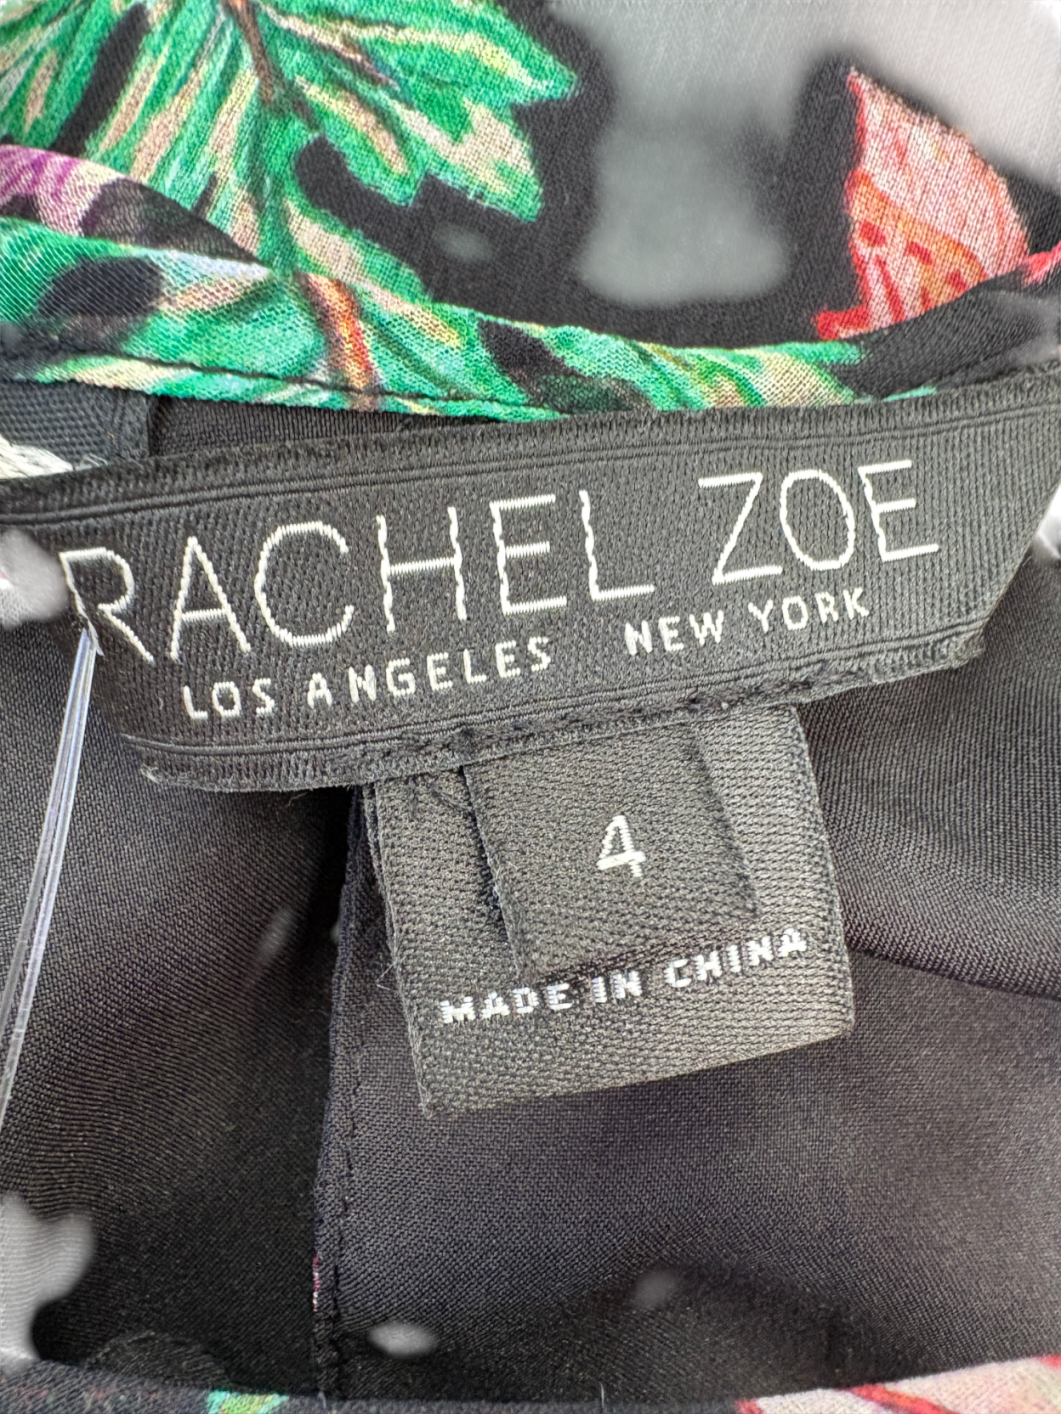 RACHEL ZOE
LOS ANGELES NEW YORK
4
MADE IN CHINA